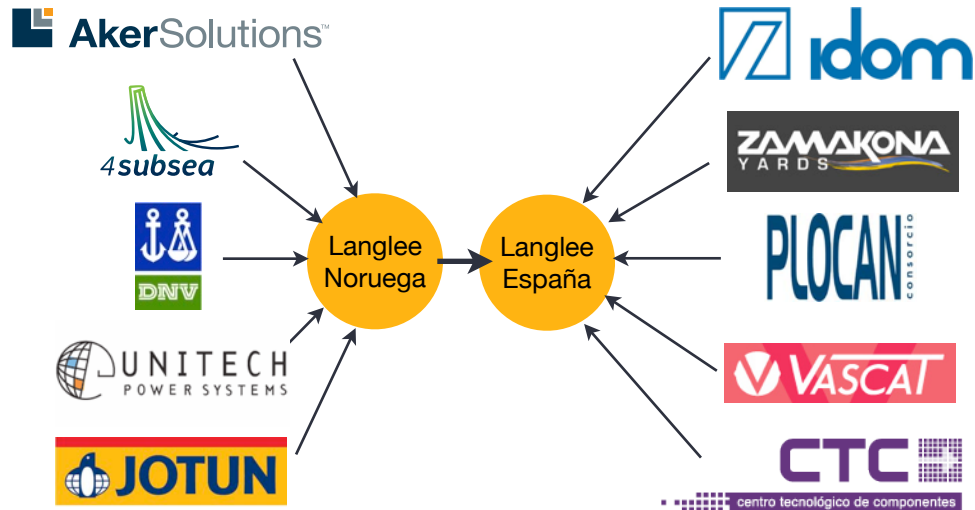 AkerSolutions™
4subsea
DNV
UNITECH
POWER SYSTEMS
JOTUN
Langlee
Noruega
Langlee
España
idom
ZAMAKONA
YARDS
PLOCAN
consorcio
VASCAT
CTC
centro tecnológico de componentes